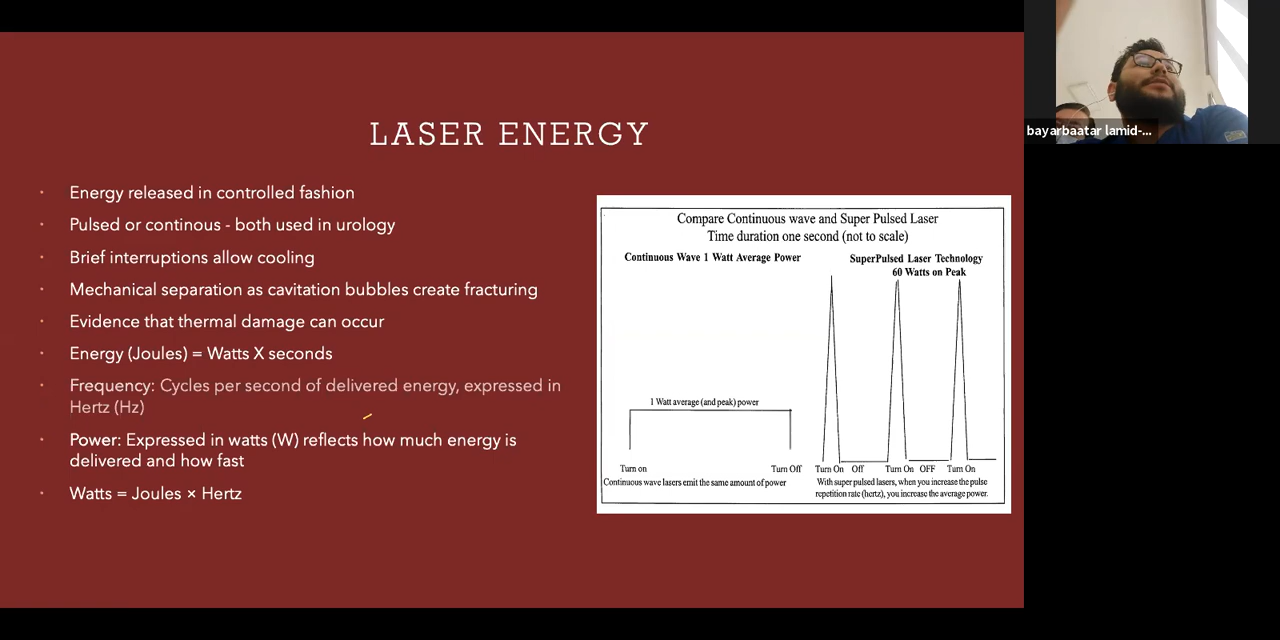 LASER ENERGY
Energy released in controlled fashion
Pulsed or continous - both used in urology
Brief interruptions allow cooling
Mechanical separation as cavitation bubbles create fracturing
Evidence that thermal damage can occur
Energy (Joules) = Watts X seconds
Frequency: Cycles per second of delivered energy, expressed in
Hertz (Hz)
Power: Expressed in watts (W) reflects how much energy is
delivered and how fast
Watts = Joules × Hertz
Compare Continuous wave and Super Pulsed Laser
Time duration one second (not to scale)
Continuous Wave 1 Watt Average Power
SuperPulsed Laser Technology
60 Watts on Peak
1 Watt average (and peak) power
Turn on
Turn Off
Turn On Off Turn On OFF Turn On
Continuous wave lasers emit the same amount of power
With super pulsed lasers, when you increase the pulse
repetition rate (hertz), you increase the average power.
bayarbaatar lamid-...